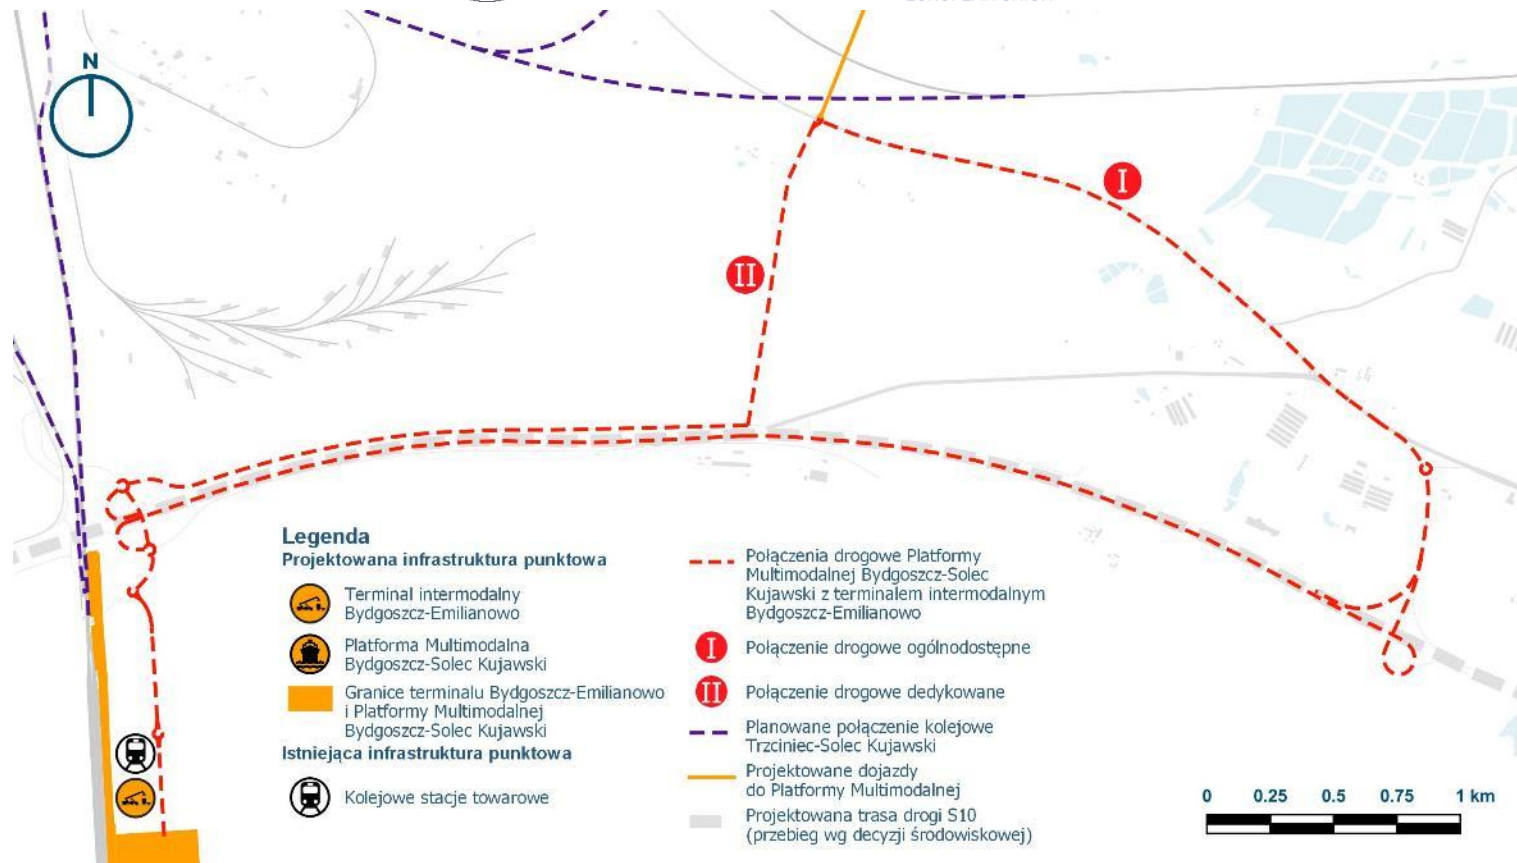 N
I
II
Legenda
Projektowana infrastruktura punktowa
Terminal intermodalny
Bydgoszcz-Emilianowo
Platforma Multimodalna
Bydgoszcz-Solec Kujawski
Granice terminalu Bydgoszcz-Emilianowo
i Platformy Multimodalnej
Bydgoszcz-Solec Kujawski
Istniejąca infrastruktura punktowa
Kolejowe stacje towarowe
Połączenia drogowe Platformy
Multimodalnej Bydgoszcz-Solec
Kujawski z terminalem intermodalnym
Bydgoszcz-Emilianowo
I Połączenie drogowe ogólnodostępne
II Połączenie drogowe dedykowane
Planowane połączenie kolejowe
Trzciniec-Solec Kujawski
Projektowane dojazdy
do Platformy Multimodalnej
Projektowana trasa drogi S10
(przebieg wg decyzji środowiskowej)
0 0.25 0.5 0.75 1 km